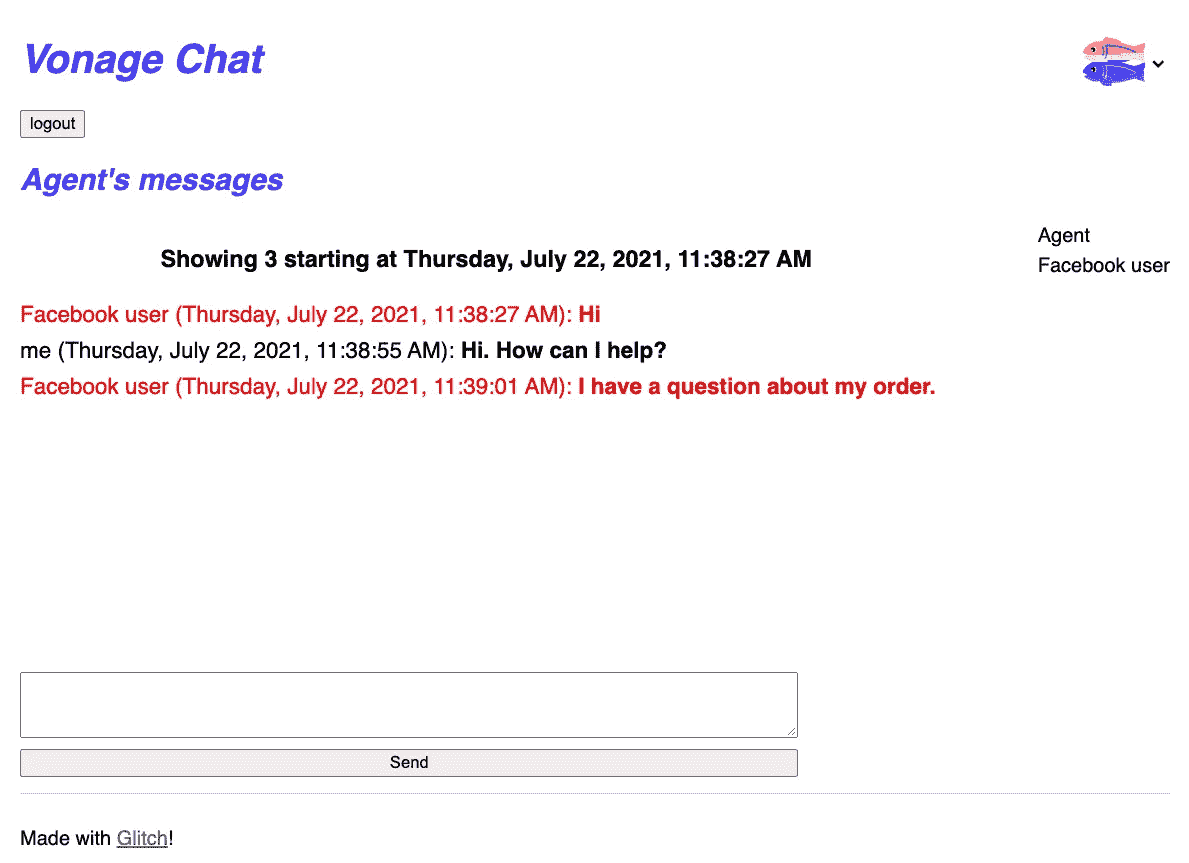 Vonage Chat
logout
Agent's messages
Agent
Showing 3 starting at Thursday, July 22, 2021, 11:38:27 AM
Facebook user
Facebook user (Thursday, July 22, 2021, 11:38:27 AM): Hi
me (Thursday, July 22, 2021, 11:38:55 AM): Hi. How can I help?
Facebook user (Thursday, July 22, 2021, 11:39:01 AM): I have a question about my order.
Send
Made with Glitch!